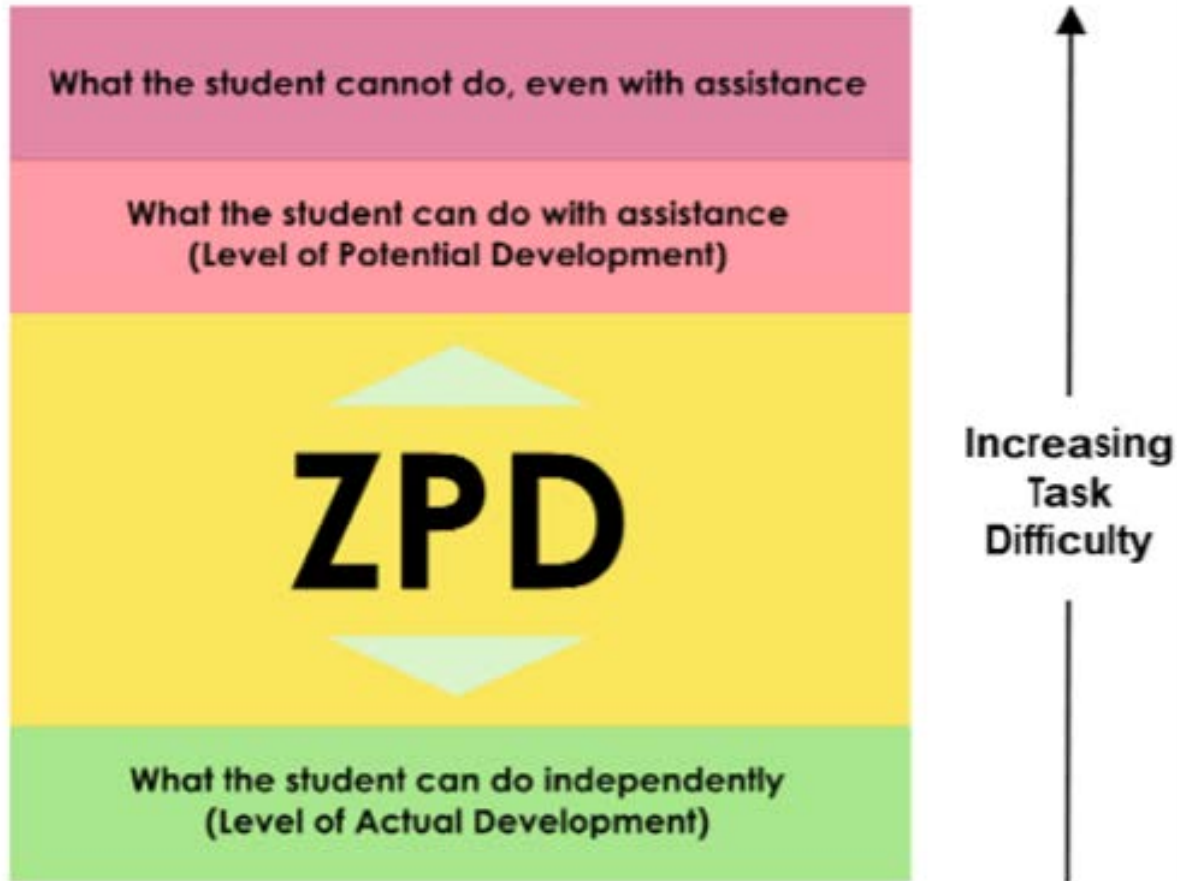 What the student cannot do, even with assistance
What the student can do with assistance
(Level of Potential Development)
ZPD
What the student can do independently
(Level of Actual Development)
Increasing
Task
Difficulty